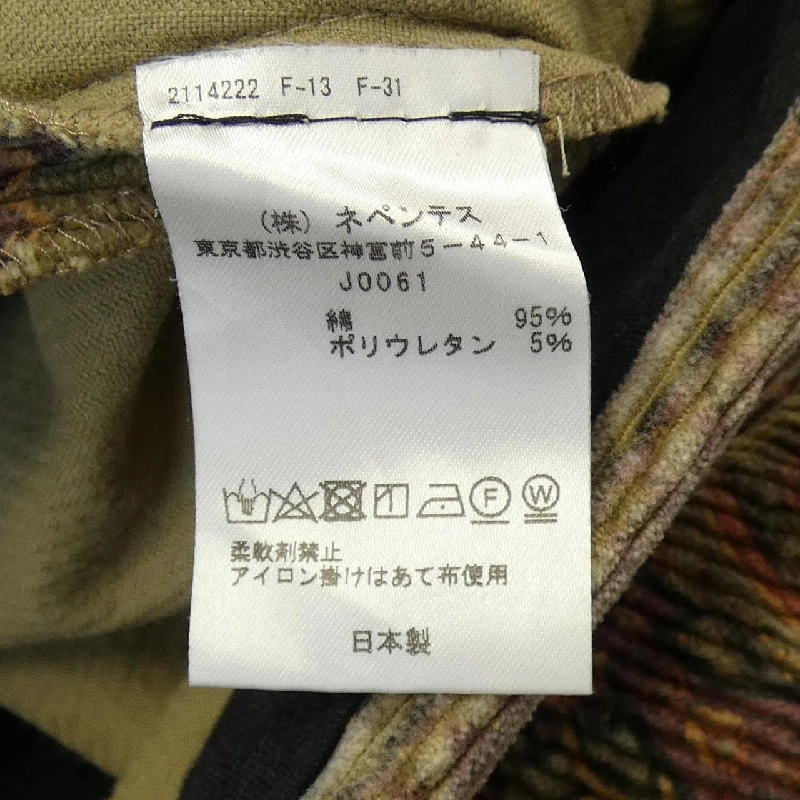 2114222 F-13 F-31
(株) ネペンテス
東京都渋谷区神宮前5-44-1
J0061
綿 95%
ポリウレタン 5%
F W
柔軟剤禁止
アイロン掛けはあて布使用
日本製